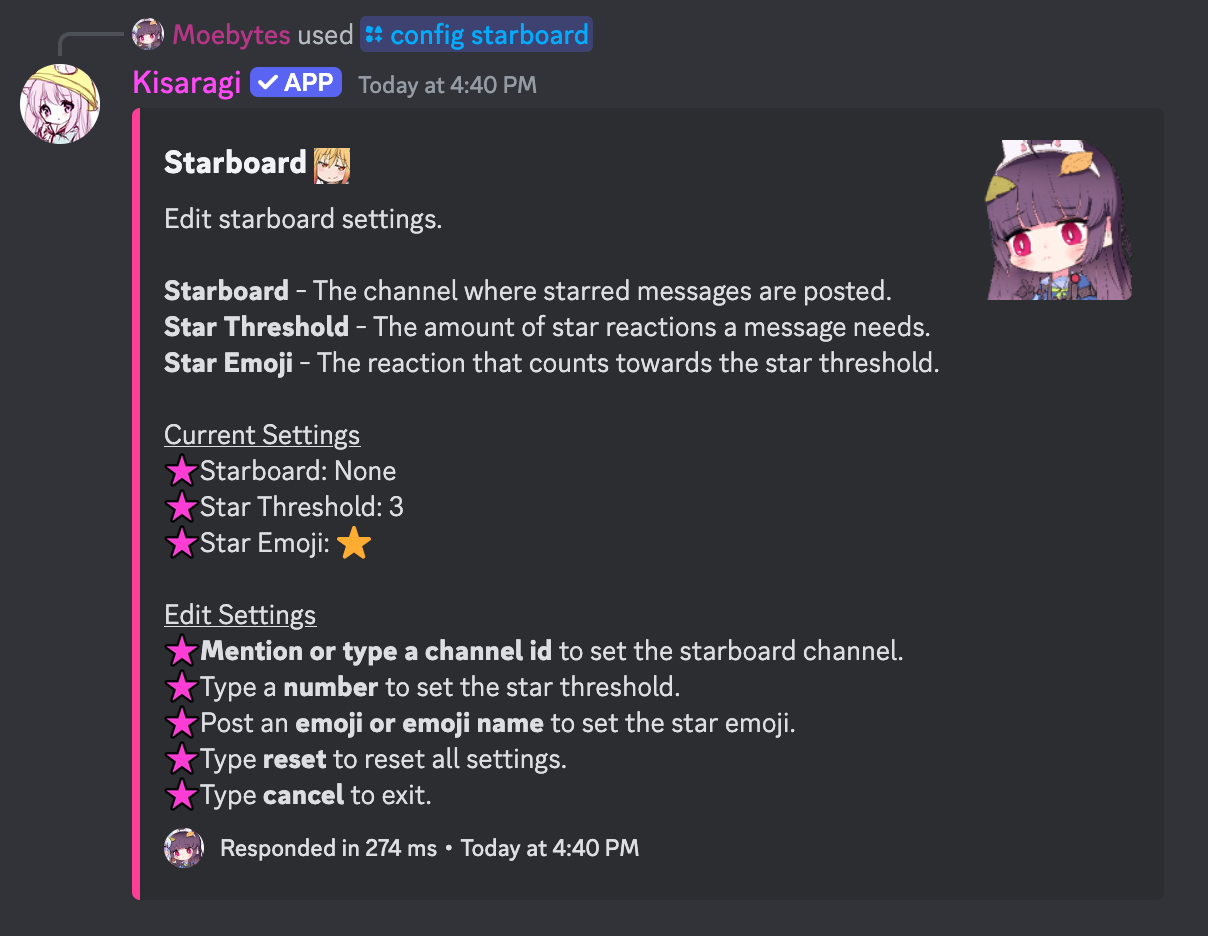 Moebytes used config starboard
Kisaragi APP Today at 4:40 PM
Starboard
Edit starboard settings.
Starboard - The channel where starred messages are posted.
Star Threshold - The amount of star reactions a message needs.
Star Emoji - The reaction that counts towards the star threshold.
Current Settings
Starboard: None
Star Threshold: 3
Star Emoji: ⭐
Edit Settings
Mention or type a channel id to set the starboard channel.
Type a number to set the star threshold.
Post an emoji or emoji name to set the star emoji.
Type reset to reset all settings.
Type cancel to exit.
Responded in 274 ms • Today at 4:40 PM